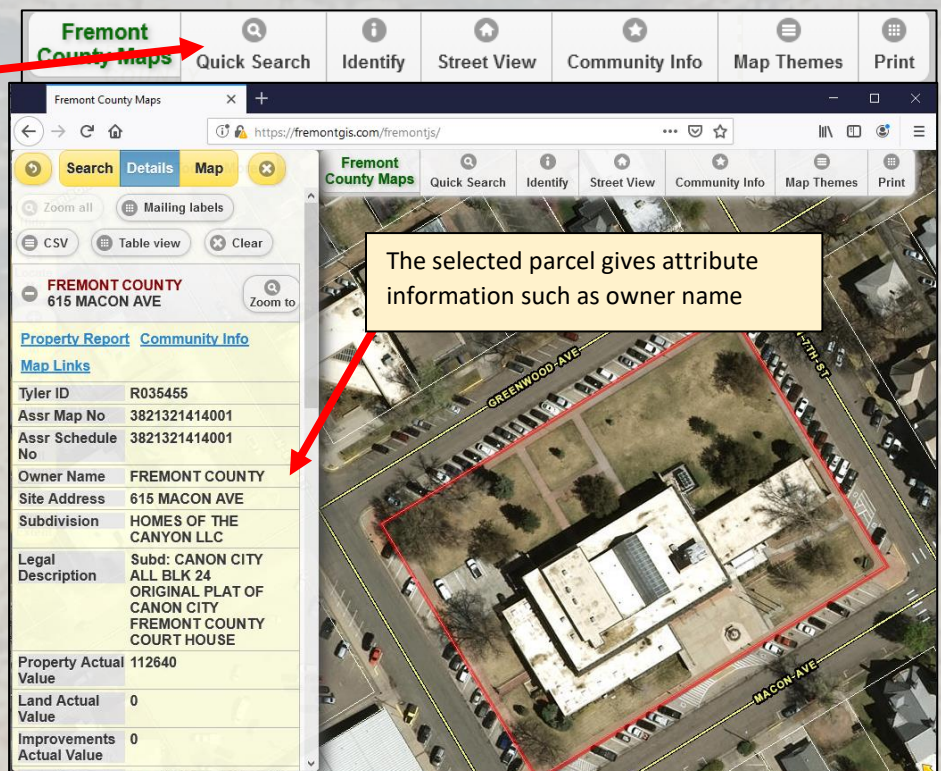 Fremont
County Maps
Quick Search
Identify
Street View
Community Info
Map Themes
Print
Fremont County Maps
https://fremontgis.com/fremontjs/
Search
Details
Map
Zoom all
Mailing labels
CSV
Table view
Clear
FREMONT COUNTY
615 MACON AVE
Zoom to
Property Report Community Info
Map Links
Tyler ID R035455
Assr Map No 3821321414001
Assr Schedule 3821321414001
No
Owner Name FREMONT COUNTY
Site Address 615 MACON AVE
Subdivision HOMES OF THE
CANYON LLC
Legal Subd: CANON CITY
Description ALL BLK 24
ORIGINAL PLAT OF
CANON CITY
FREMONT COUNTY
COURT HOUSE
Property Actual 112640
Value
Land Actual 0
Value
Improvements 0
Actual Value
Fremont
County Maps
Quick Search
Identify
Street View
Community Info
Map Themes
Print
The selected parcel gives attribute
information such as owner name
GREENWOOD-AVE
7TH-ST
MACON-AVE